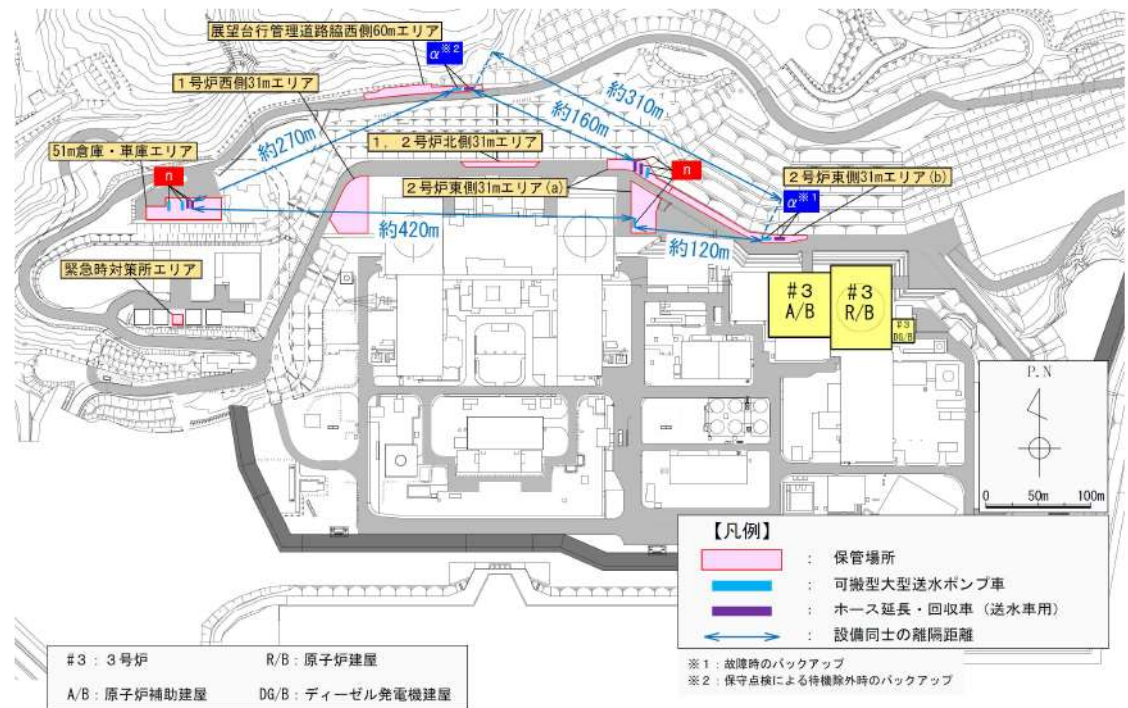 展望台行管理道路脇西側60mエリア
α※2
1号炉西側31mエリア
約310m
約160m
約270m
51m倉庫・車庫エリア
1,2号炉北側31mエリア
n
n
2号炉東側31mエリア(a)
2号炉東側31mエリア(b)
α※1
約420m
約120m
緊急時対策所エリア
#3
A/B
#3
R/B
#3
DG/B
P.N
0 50m 100m
【凡例】
: 保管場所
: 可搬型大型送水ポンプ車
: ホース延長・回収車(送水車用)
: 設備同士の離隔距離
※1:故障時のバックアップ
※2:保守点検による待機除外時のバックアップ
#3:3号炉 R/B:原子炉建屋
A/B:原子炉補助建屋 DG/B:ディーゼル発電機建屋